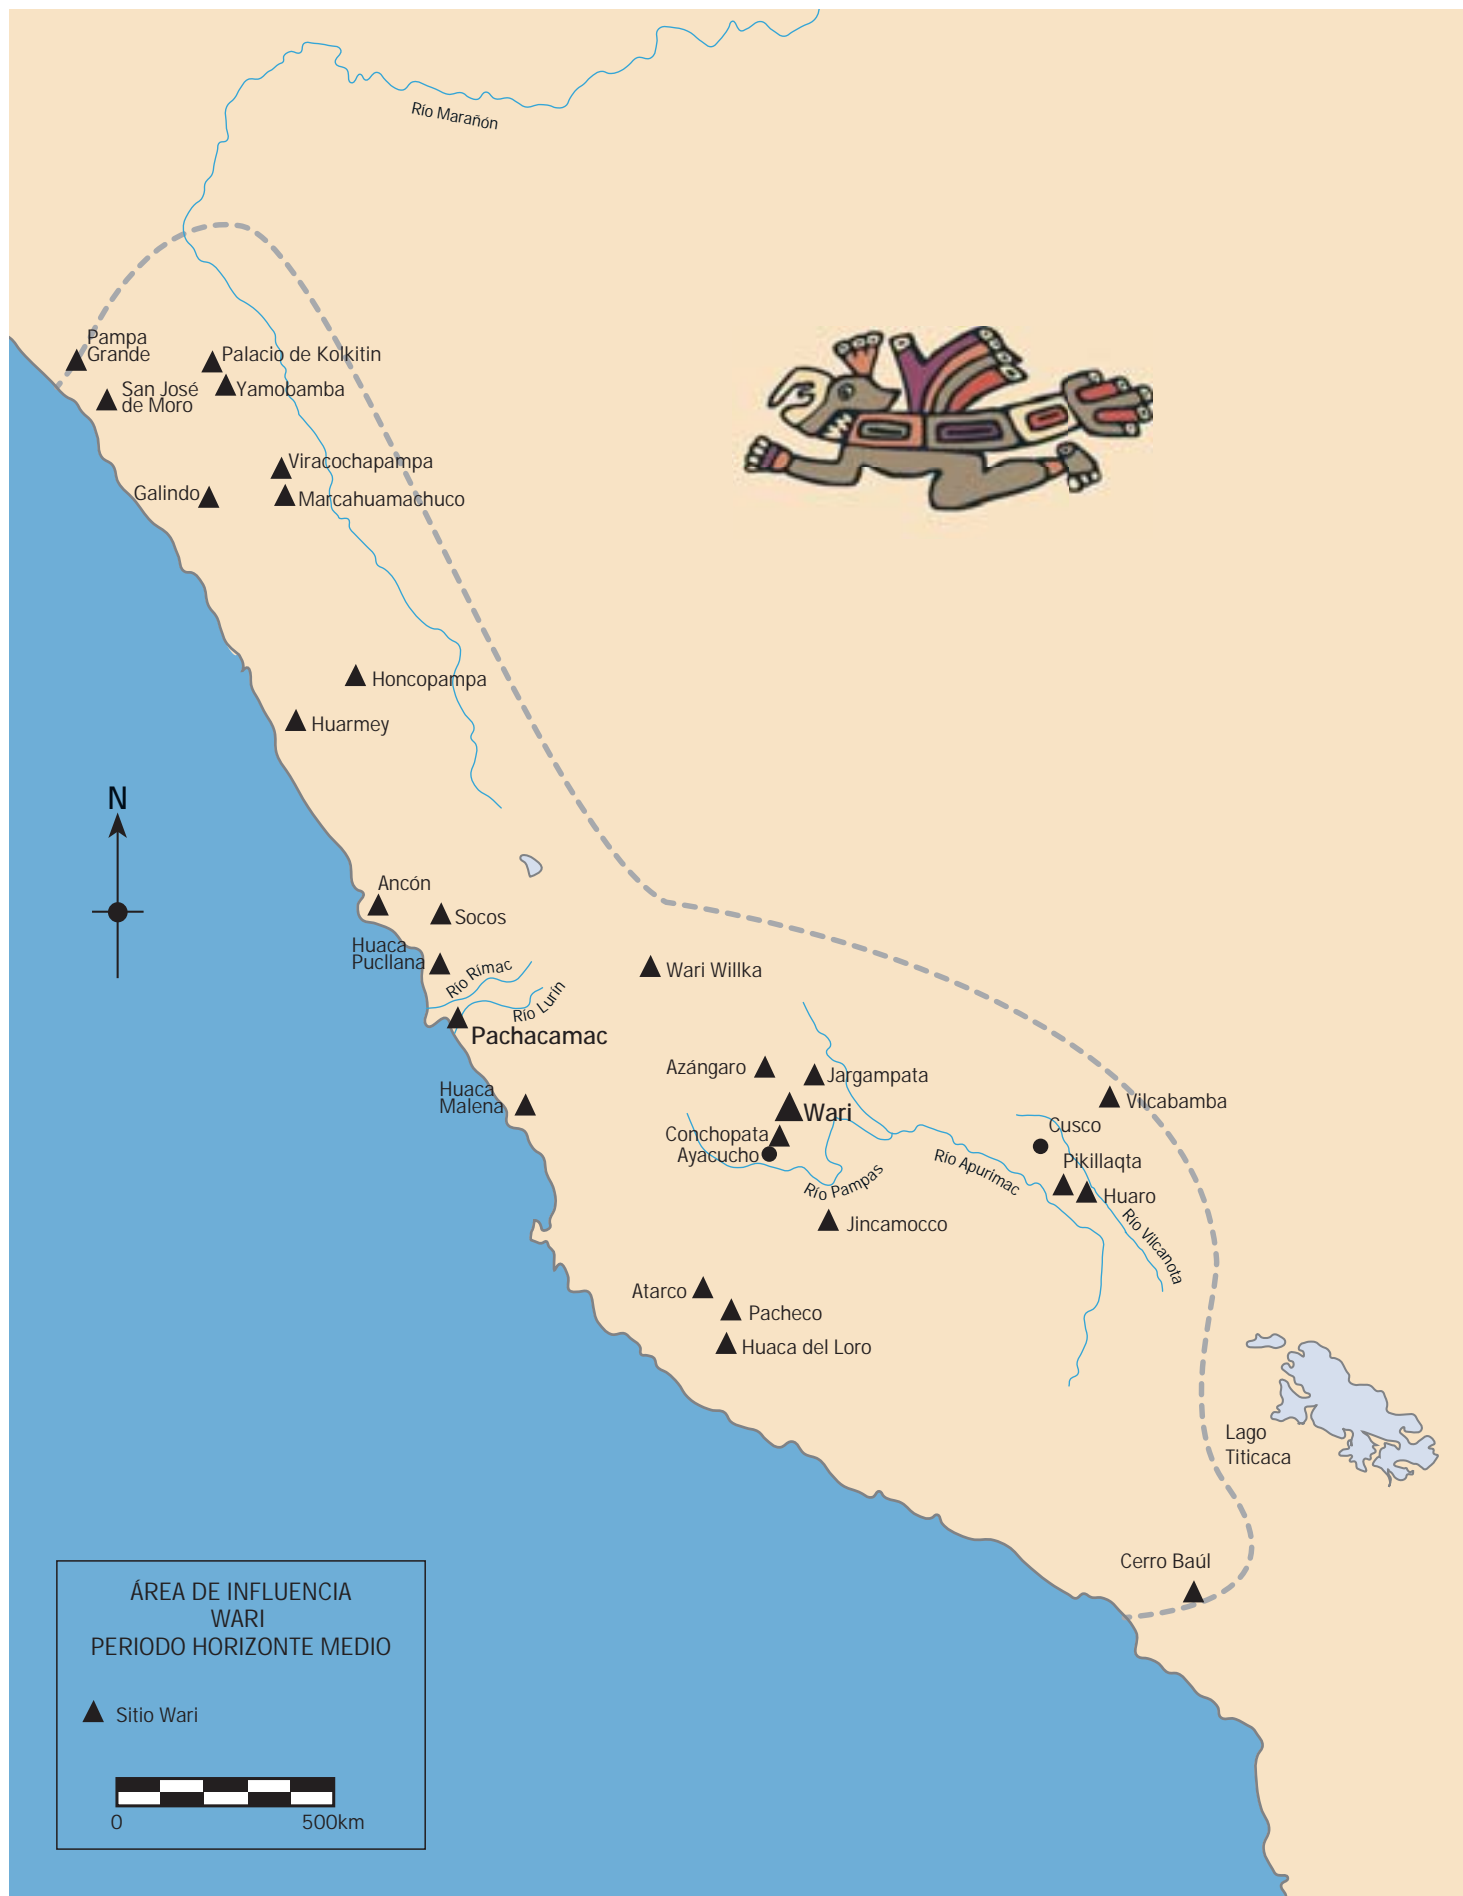 Río Marañón
Pampa
Grande
Palacio de Kolkitin
San José
de Moro
Yamobamba
Viracochapampa
Galindo
Marcahuamachuco
Honcopampa
Huarmey
N
Ancón
Socos
Huaca
Pucllana
Río Rímac
Wari Willka
Río Lurín
Pachacamac
Azángaro
Jargampata
Huaca
Malena
Wari
Vilcabamba
Conchopata
Cusco
Ayacucho
Pikillaqta
Río Pampas
Río Apurimac
Huaro
Río Vilcanota
Jincamocco
Atarco
Pacheco
Huaca del Loro
Lago
Titicaca
Cerro Baúl
ÁREA DE INFLUENCIA
WARI
PERIODO HORIZONTE MEDIO
Sitio Wari
0 500km